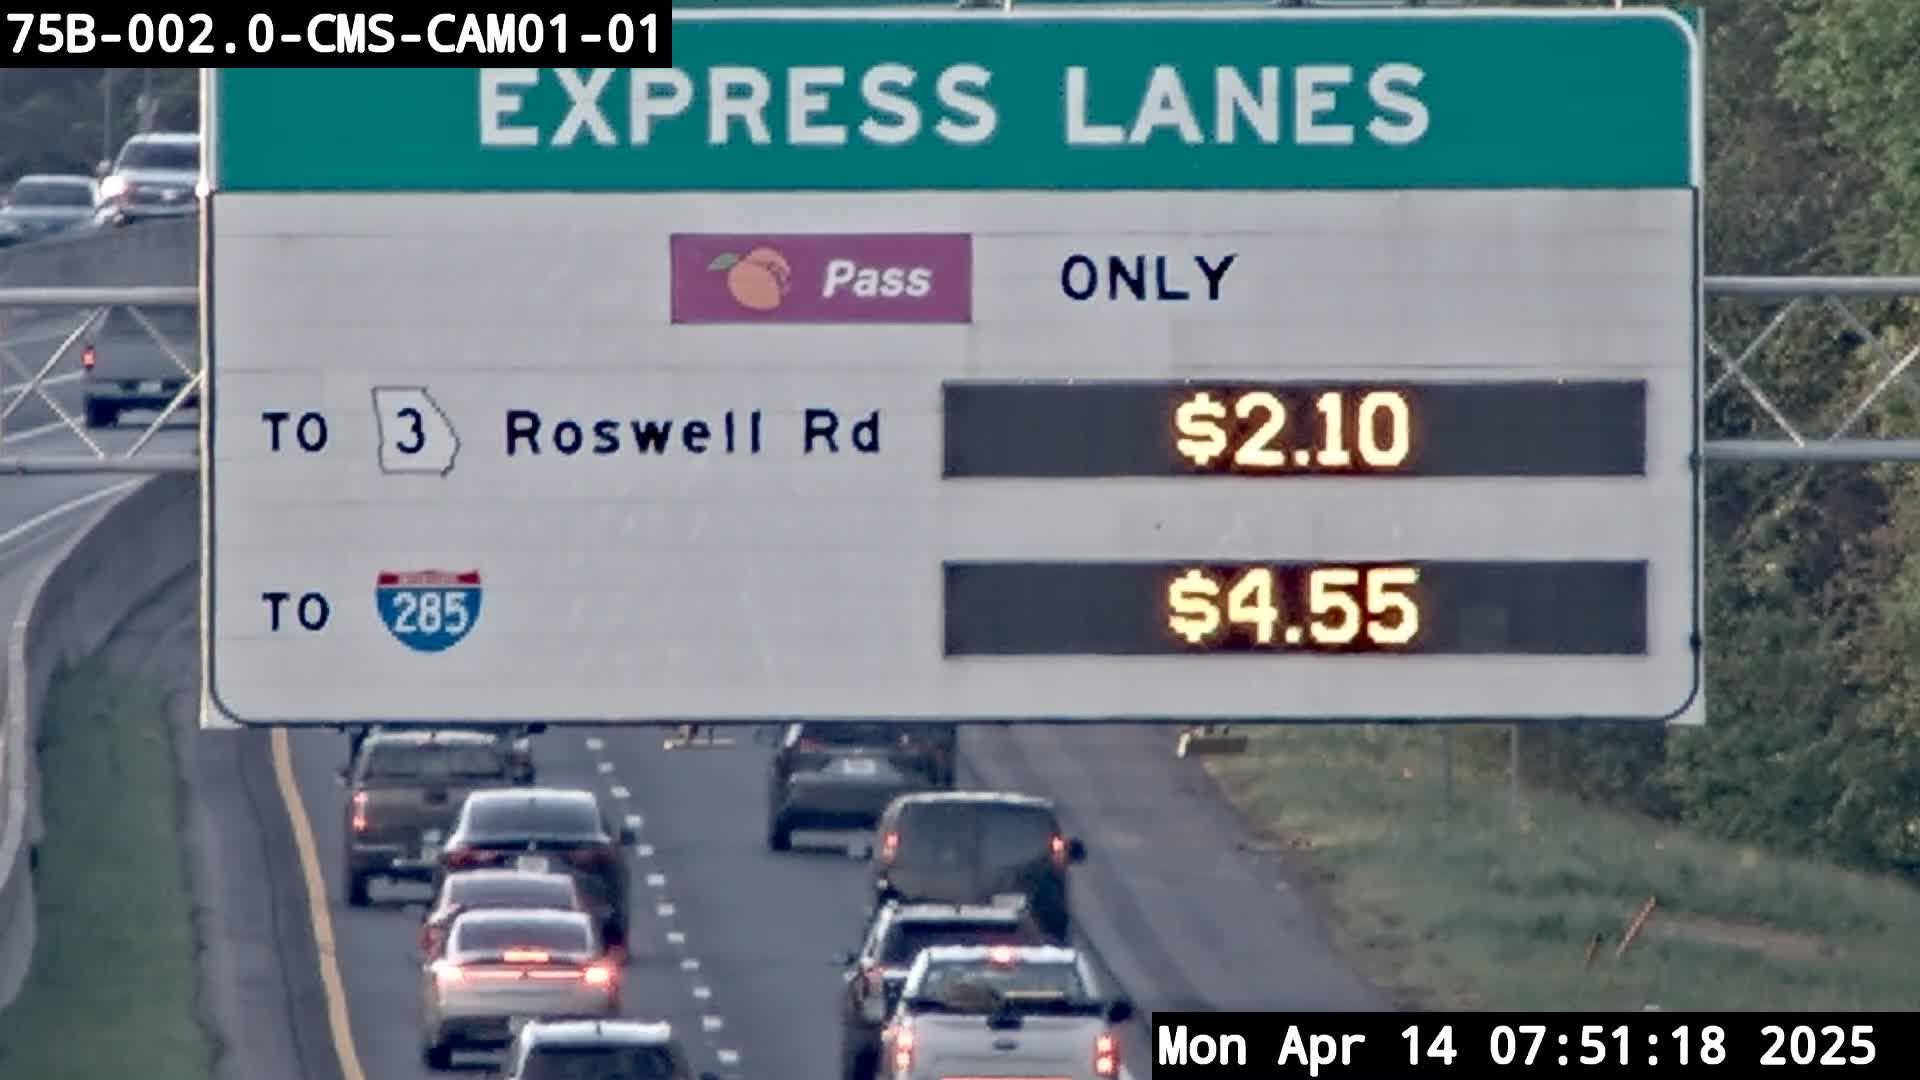 75B-002.0-CMS-CAM01-01
EXPRESS LANES
Pass ONLY
TO 3 Roswell Rd $2.10
TO 285 $4.55
Mon Apr 14 07:51:18 2025